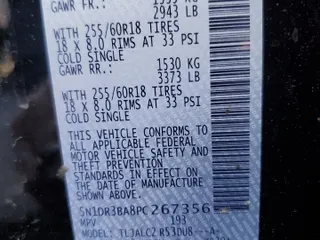 GAWR FR.:
2943 LB
WITH 255/60R18 TIRES
18 X 8.0 RIMS AT 33 PSI
COLD SINGLE
GAWR RR.: 1530 KG
3373 LB
WITH 255/60R18 TIRES
18 X 8.0 RIMS AT 33 PSI
COLD SINGLE
THIS VEHICLE CONFORMS TO
ALL APPLICABLE U.S. FEDERAL
MOTOR VEHICLE SAFETY AND
THEFT PREVENTION
STANDARDS IN EFFECT ON
THE DATE OF
5N1DR3BA8PC267356
MPV 193
MODEL: